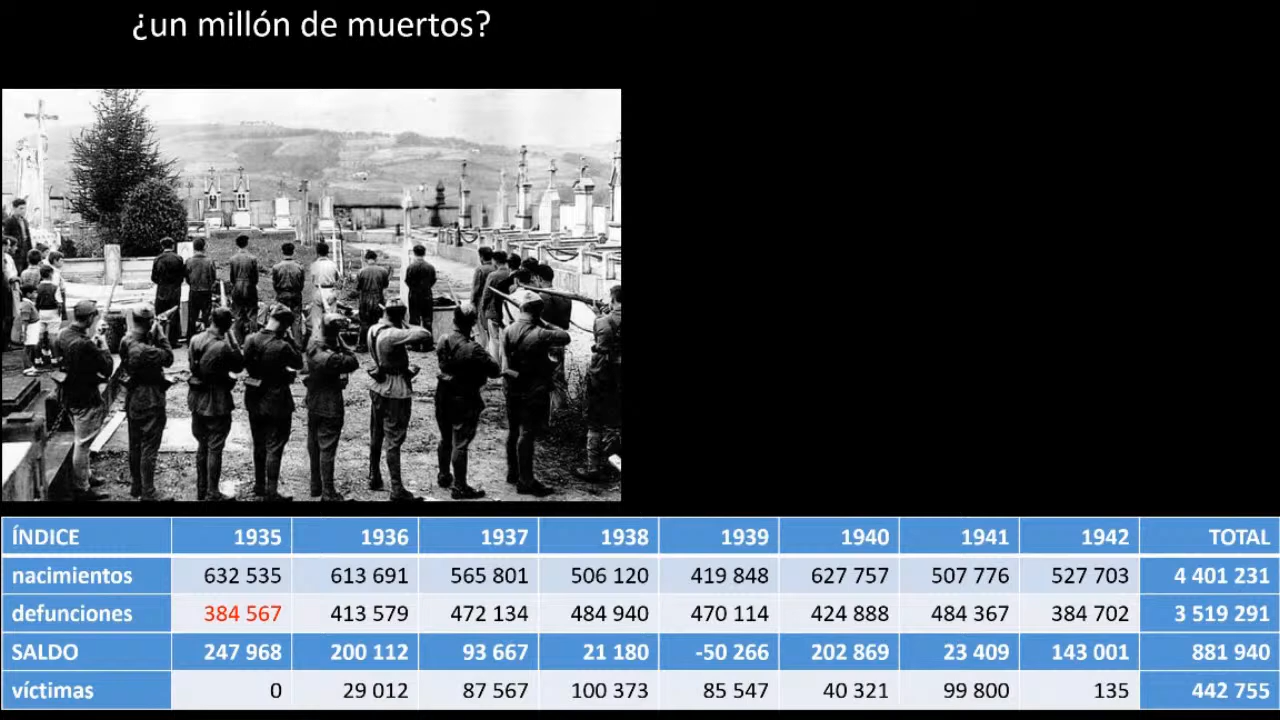 ¿un millón de muertos?
ÍNDICE 1935 1936 1937 1938 1939 1940 1941 1942 TOTAL
nacimientos 632 535 613 691 565 801 506 120 419 848 627 757 507 776 527 703 4 401 231
defunciones 384 567 413 579 472 134 484 940 470 114 424 888 484 367 384 702 3 519 291
SALDO 247 968 200 112 93 667 21 180 -50 266 202 869 23 409 143 001 881 940
víctimas 0 29 012 87 567 100 373 85 547 40 321 99 800 135 442 755